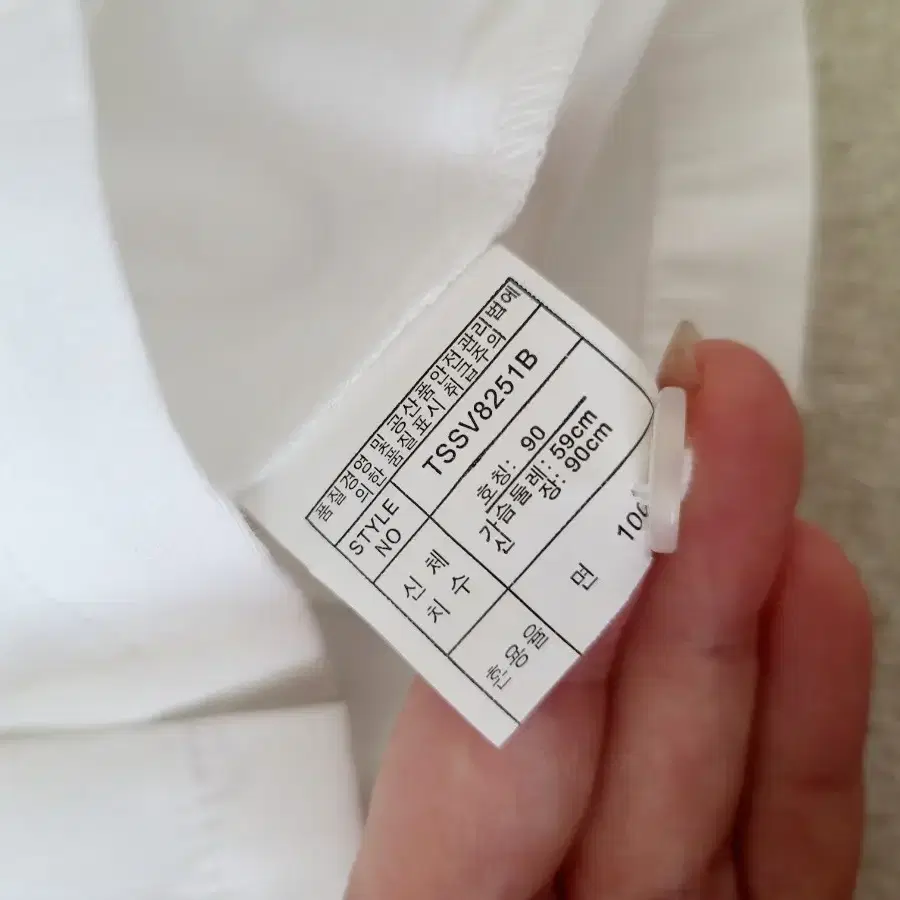 품질경영 및 공산품안전관리법에
의한 품질표시 취급주의
STYLE NO
TSSV8251B
신체 치수
호칭: 90
가슴둘레: 59cm
신 장: 90cm
혼용율
면